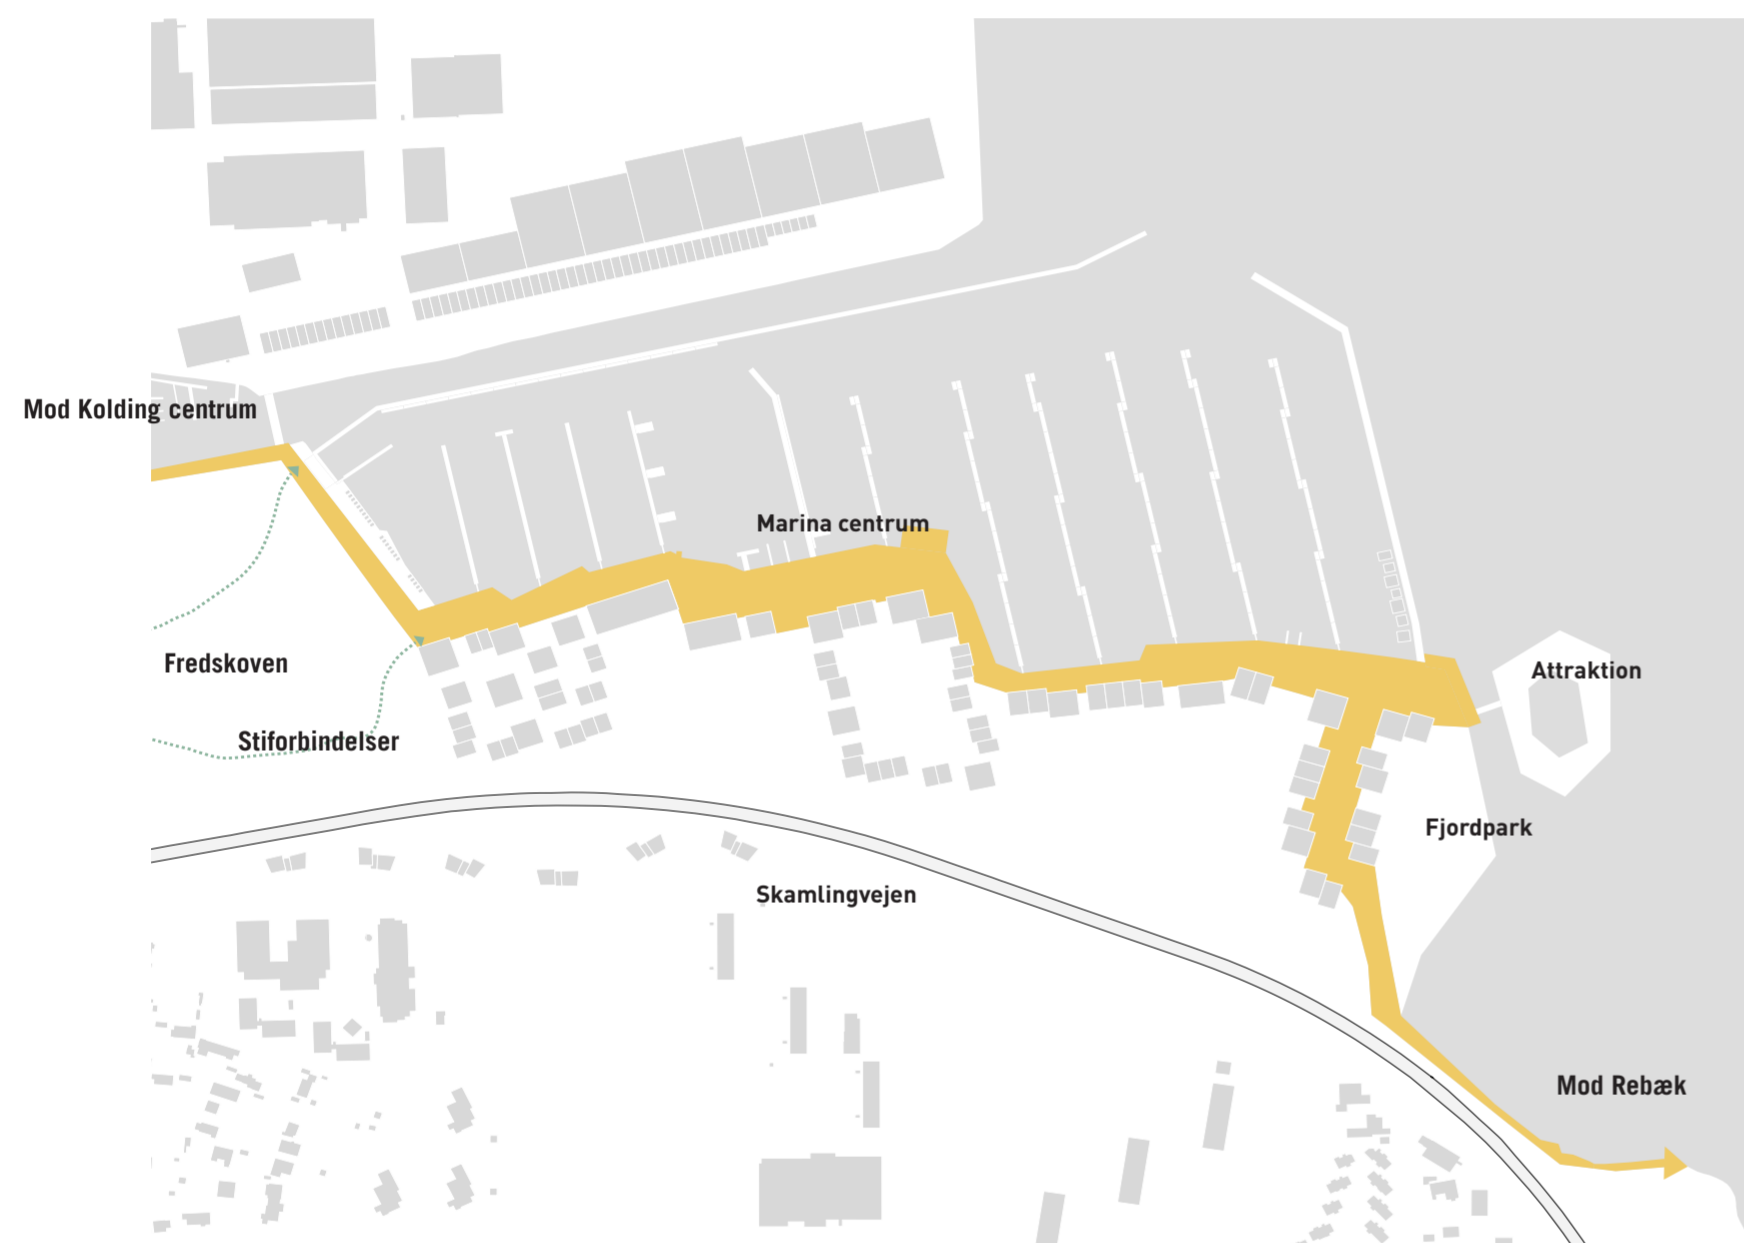 Mod Kolding centrum
Marina centrum
Fredskoven
Attraktion
Stiforbindelser
Fjordpark
Skamlingvejen
Mod Rebæk